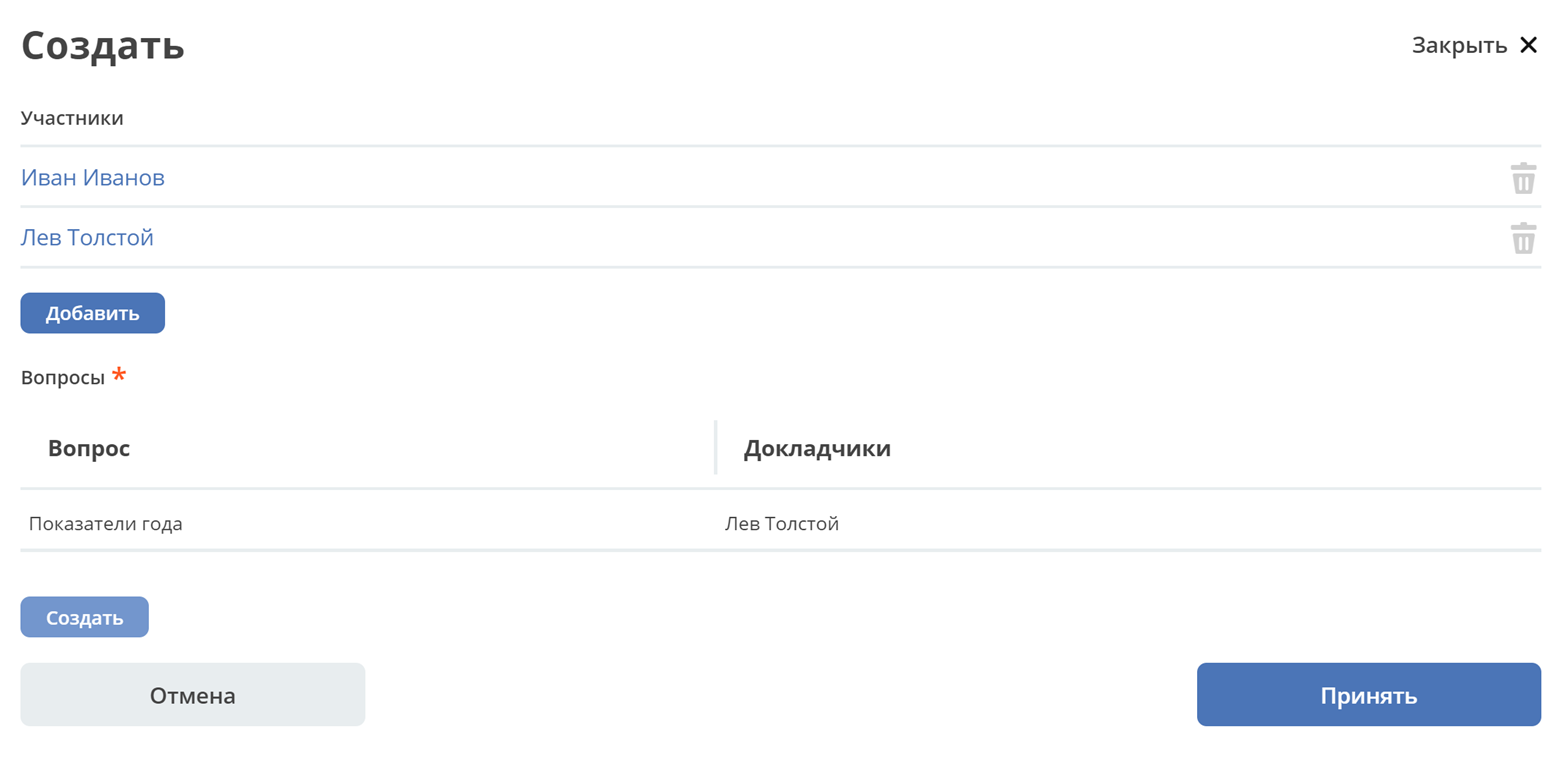 Создать
Закрыть
Участники
Иван Иванов
Лев Толстой
Добавить
Вопросы *
Вопрос Докладчики
Показатели года Лев Толстой
Создать
Отмена Принять